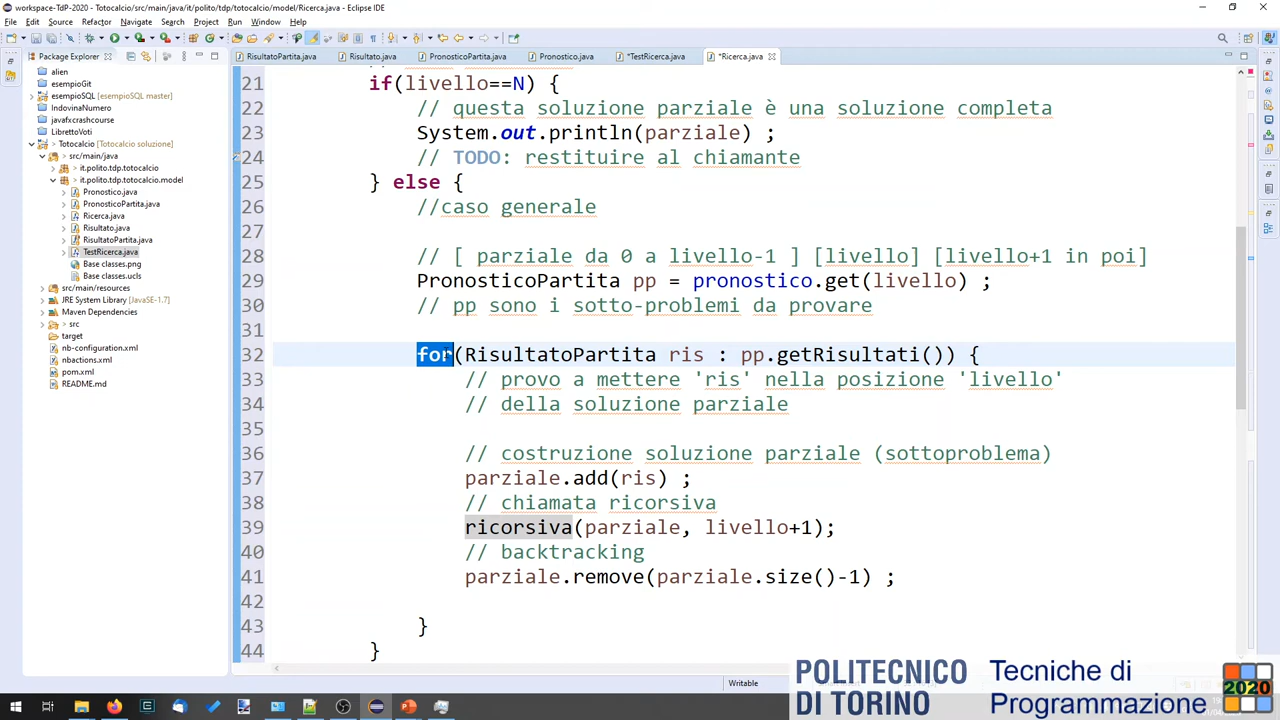 workspace-TdP-2020 - Totocalcio/src/main/java/it/polito/tdp/totocalcio/model/Ricerca.java - Eclipse IDE
File Edit Source Refactor Navigate Search Project Run Window Help
Package Explorer
RisultatoPartita.java
Risultato.java
PronosticoPartita.java
Pronostico.java
*TestRicerca.java
*Ricerca.java
alien
esempioGit
esempioSQL [esempioSQL master]
IndovinaNumero
javafxcrashcourse
LibrettoVoti
Totocalcio [Totocalcio soluzione]
src/main/java
it.polito.tdp.totocalcio
it.polito.tdp.totocalcio.model
Pronostico.java
PronosticoPartita.java
Ricerca.java
Risultato.java
RisultatoPartita.java
TestRicerca.java
Base classes.png
Base classes.ucls
src/main/resources
JRE System Library [JavaSE-1.7]
Maven Dependencies
src
target
nb-configuration.xml
nbactions.xml
pom.xml
README.md
21 if(livello==N) {
22 // questa soluzione parziale è una soluzione completa
23 System.out.println(parziale) ;
24 // TODO: restituire al chiamante
25 } else {
26 //caso generale
27
28 // [ parziale da 0 a livello-1 ] [livello] [livello+1 in poi]
29 PronosticoPartita pp = pronostico.get(livello) ;
30 // pp sono i sotto-problemi da provare
31
32 for(RisultatoPartita ris : pp.getRisultati()) {
33 // provo a mettere 'ris' nella posizione 'livello'
34 // della soluzione parziale
35
36 // costruzione soluzione parziale (sottoproblema)
37 parziale.add(ris) ;
38 // chiamata ricorsiva
39 ricorsiva(parziale, livello+1);
40 // backtracking
41 parziale.remove(parziale.size()-1) ;
42
43 }
44 }
Writable
POLITECNICO
DI TORINO
Tecniche di
Programmazione
2020